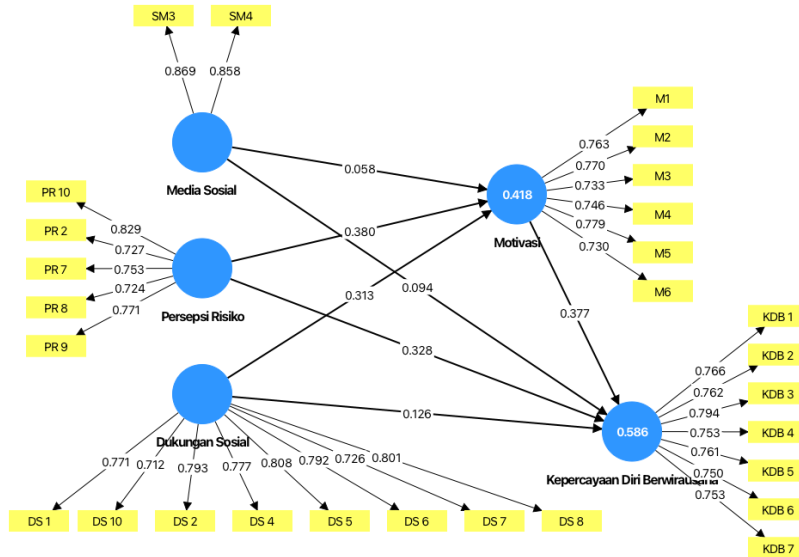 SM3
SM4
0.869
0.858
Media Sosial
0.058
0.094
PR 10
PR 2
PR 7
PR 8
PR 9
0.829
0.727
0.753
0.724
0.771
Persepsi Risiko
0.380
0.328
Dukungan Sosial
0.313
0.126
0.771
0.712
0.793
0.777
0.808
0.792
0.726
0.801
DS 1
DS 10
DS 2
DS 4
DS 5
DS 6
DS 7
DS 8
0.418
Motivasi
0.763
0.770
0.733
0.746
0.779
0.730
M1
M2
M3
M4
M5
M6
0.377
0.586
Kepercayaan Diri Berwirausaha
0.766
0.762
0.794
0.753
0.761
0.750
0.753
KDB 1
KDB 2
KDB 3
KDB 4
KDB 5
KDB 6
KDB 7